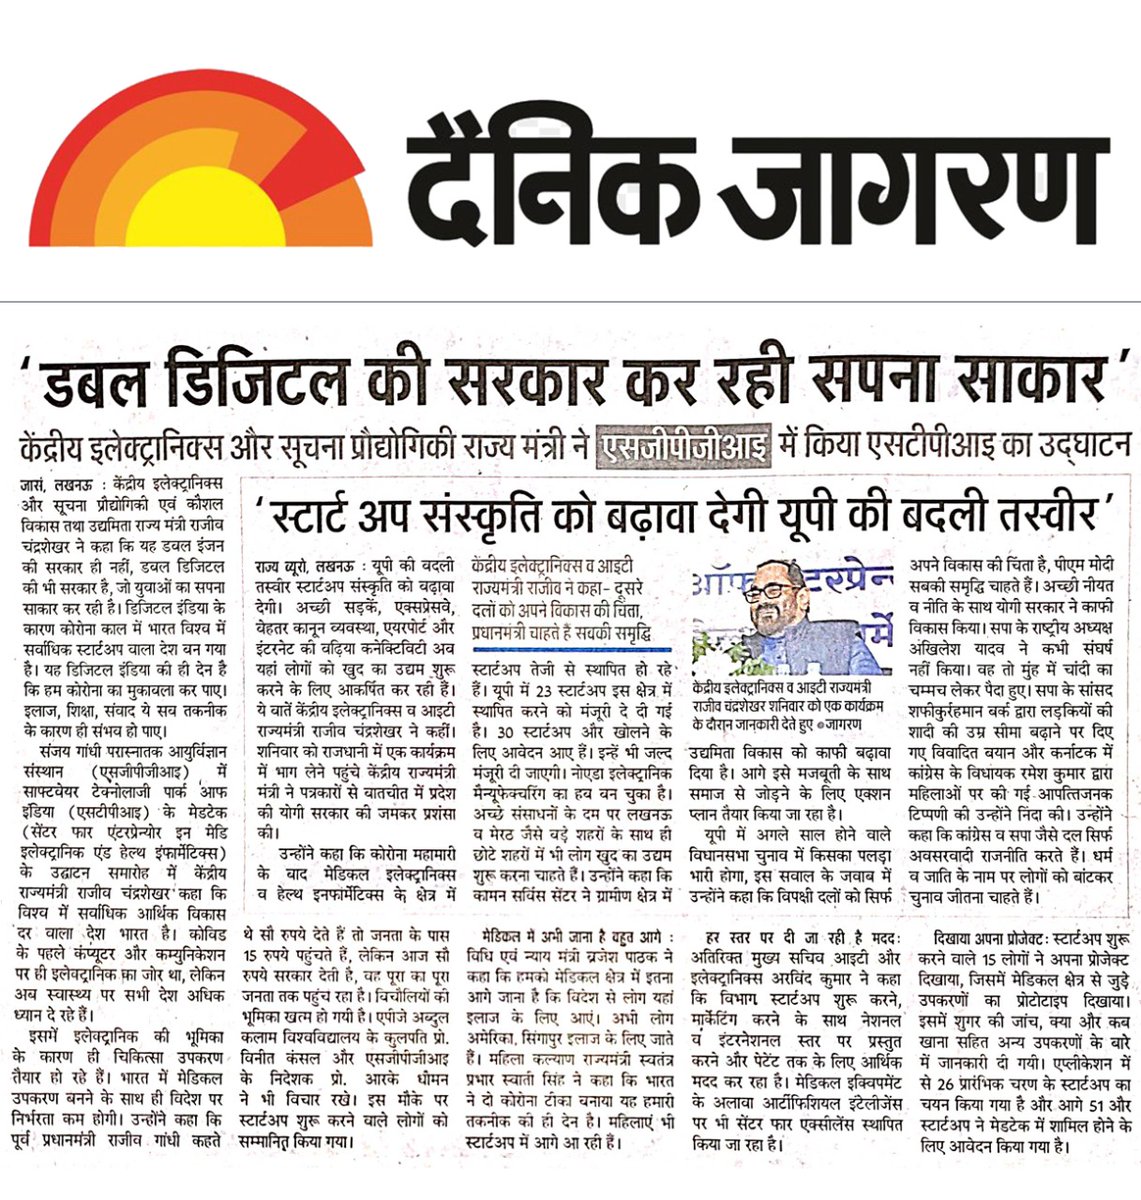 दैनिक जागरण
‘डबल डिजिटल की सरकार कर रही सपना साकार’
केंद्रीय इलेक्ट्रानिक्स और सूचना प्रौद्योगिकी राज्य मंत्री ने एसजीपीजीआइ में किया एसटीपीआइ का उद्घाटन
जासं, लखनऊ : केंद्रीय इलेक्ट्रानिक्स
और सूचना प्रौद्योगिकी एवं कौशल
विकास तथा उद्यमिता राज्य मंत्री राजीव
चंद्रशेखर ने कहा कि यह डबल इंजन
की सरकार ही नहीं, डबल डिजिटल
की भी सरकार है, जो युवाओं का सपना
साकार कर रही है। डिजिटल इंडिया के
कारण कोरोना काल में भारत विश्व में
सर्वाधिक स्टार्टअप वाला देश बन गया
है। यह डिजिटल इंडिया की ही देन है
कि हम कोरोना का मुकाबला कर पाए।
इलाज, शिक्षा, संवाद ये सब तकनीक
के कारण ही संभव हो पाए।
संजय गांधी परास्नातक आयुर्विज्ञान
संस्थान (एसजीपीजीआइ) में
साफ्टवेयर टेक्नोलाजी पार्क आफ
इंडिया (एसटीपीआइ) के मेडटेक
(सेंटर फार एंटरप्रेन्योर इन मेडि
इलेक्ट्रानिक एंड हेल्थ इंफार्मेटिक्स)
के उद्घाटन समारोह में केंद्रीय
राज्यमंत्री राजीव चंद्रशेखर कहा कि
विश्व में सर्वाधिक आर्थिक विकास
दर वाला देश भारत है। कोविड
के पहले कंप्यूटर और कम्युनिकेशन
पर ही इलेक्ट्रानिक का जोर था, लेकिन
अब स्वास्थ्य पर सभी देश अधिक
ध्यान दे रहे हैं।
इसमें इलेक्ट्रानिक की भूमिका
के कारण ही चिकित्सा उपकरण
तैयार हो रहे हैं। भारत में मेडिकल
उपकरण बनने के साथ ही विदेश पर
निर्भरता कम होगी। उन्होंने कहा कि
पूर्व प्रधानमंत्री राजीव गांधी कहते
‘स्टार्ट अप संस्कृति को बढ़ावा देगी यूपी की बदली तस्वीर’
राज्य ब्यूरो, लखनऊ : यूपी की बदली
तस्वीर स्टार्टअप संस्कृति को बढ़ावा
देगी। अच्छी सड़कें, एक्सप्रेसवे,
बेहतर कानून व्यवस्था, एयरपोर्ट और
इंटरनेट की बढ़िया कनेक्टिविटी अब
यहां लोगों को खुद का उद्यम शुरू
करने के लिए आकर्षित कर रही हैं।
ये बातें केंद्रीय इलेक्ट्रानिक्स व आइटी
राज्यमंत्री राजीव चंद्रशेखर ने कहीं।
शनिवार को राजधानी में एक कार्यक्रम
में भाग लेने पहुंचे केंद्रीय राज्यमंत्री
मंत्री ने पत्रकारों से बातचीत में प्रदेश
की योगी सरकार की जमकर प्रशंसा
की।
उन्होंने कहा कि कोरोना महामारी
के बाद मेडिकल इलेक्ट्रानिक्स
व हेल्थ इनफार्मेटिक्स के क्षेत्र में
केंद्रीय इलेक्ट्रानिक्स व आइटी
राज्यमंत्री राजीव ने कहा- दूसरे
दलों को अपने विकास की चिंता,
प्रधानमंत्री चाहते हैं सबकी समृद्धि
स्टार्टअप तेजी से स्थापित हो रहे
हैं। यूपी में 23 स्टार्टअप इस क्षेत्र में
स्थापित करने को मंजूरी दे दी गई
है। 30 स्टार्टअप और खोलने के
लिए आवेदन आए हैं। इन्हें भी जल्द
मंजूरी दी जाएगी। नोएडा इलेक्ट्रानिक
मैन्यूफेक्चरिंग का हब बन चुका है।
अच्छे संसाधनों के दम पर लखनऊ
व मेरठ जैसे बड़े शहरों के साथ ही
छोटे शहरों में भी लोग खुद का उद्यम
शुरू करना चाहते हैं। उन्होंने कहा कि
कामन सर्विस सेंटर ने ग्रामीण क्षेत्र में
ऑफ एंटरप्रेन
र्मे
केंद्रीय इलेक्ट्रानिक्स व आइटी राज्यमंत्री
राजीव चंद्रशेखर शनिवार को एक कार्यक्रम
के दौरान जानकारी देते हुए ●जागरण
उद्यमिता विकास को काफी बढ़ावा
दिया है। आगे इसे मजबूती के साथ
समाज से जोड़ने के लिए एक्शन
प्लान तैयार किया जा रहा है।
यूपी में अगले साल होने वाले
विधानसभा चुनाव में किसका पलड़ा
भारी होगा, इस सवाल के जवाब में
उन्होंने कहा कि विपक्षी दलों को सिर्फ
अपने विकास की चिंता है, पीएम मोदी
सबकी समृद्धि चाहते हैं। अच्छी नीयत
व नीति के साथ योगी सरकार ने काफी
विकास किया। सपा के राष्ट्रीय अध्यक्ष
अखिलेश यादव ने कभी संघर्ष
नहीं किया। वह तो मुंह में चांदी का
चम्मच लेकर पैदा हुए। सपा के सांसद
शफीकुर्रहमान बर्क द्वारा लड़कियों की
शादी की उम्र सीमा बढ़ाने पर दिए
गए विवादित बयान और कर्नाटक में
कांग्रेस के विधायक रमेश कुमार द्वारा
महिलाओं पर की गई आपत्तिजनक
टिप्पणी की उन्होंने निंदा की। उन्होंने
कहा कि कांग्रेस व सपा जैसे दल सिर्फ
अवसरवादी राजनीति करते हैं। धर्म
व जाति के नाम पर लोगों को बांटकर
चुनाव जीतना चाहते हैं।
थे सौ रुपये देते हैं तो जनता के पास
15 रुपये पहुंचते हैं, लेकिन आज सौ
रुपये सरकार देती है, वह पूरा का पूरा
जनता तक पहुंच रहा है। बिचौलियों की
भूमिका खत्म हो गयी है। एपीजे अब्दुल
कलाम विश्वविद्यालय के कुलपति प्रो.
विनीत कंसल और एसजीपीजीआइ
के निदेशक प्रो. आरके धीमन
ने भी विचार रखे। इस मौके पर
स्टार्टअप शुरू करने वाले लोगों को
सम्मानित किया गया।
मेडिकल में अभी जाना है बहुत आगे :
विधि एवं न्याय मंत्री ब्रजेश पाठक ने
कहा कि हमको मेडिकल क्षेत्र में इतना
आगे जाना है कि विदेश से लोग यहां
इलाज के लिए आएं। अभी लोग
अमेरिका, सिंगापुर इलाज के लिए जाते
हैं। महिला कल्याण राज्यमंत्री स्वतंत्र
प्रभार स्वाती सिंह ने कहा कि भारत
ने दो कोरोना टीका बनाया यह हमारी
तकनीक की ही देन है। महिलाएं भी
स्टार्टअप में आगे आ रही हैं।
हर स्तर पर दी जा रही है मदद:
अतिरिक्त मुख्य सचिव आइटी और
इलेक्ट्रानिक्स अरविंद कुमार ने कहा
कि विभाग स्टार्टअप शुरू करने,
मार्केटिंग करने के साथ नेशनल
व इंटरनेशनल स्तर पर प्रस्तुत
करने और पेटेंट तक के लिए आर्थिक
मदद कर रहा है। मेडिकल इक्विपमेंट
के अलावा आर्टीफिशियल इंटेलीजेंस
पर भी सेंटर फार एक्सीलेंस स्थापित
किया जा रहा है।
दिखाया अपना प्रोजेक्ट: स्टार्टअप शुरू
करने वाले 15 लोगों ने अपना प्रोजेक्ट
दिखाया, जिसमें मेडिकल क्षेत्र से जुड़े
उपकरणों का प्रोटोटाइप दिखाया।
इसमें शुगर की जांच, क्या और कब
खाना सहित अन्य उपकरणों के बारे
में जानकारी दी गयी। एप्लीकेशन में
से 26 प्रारंभिक चरण के स्टार्टअप का
चयन किया गया है और आगे 51 और
स्टार्टअप ने मेडटेक में शामिल होने के
लिए आवेदन किया गया है।